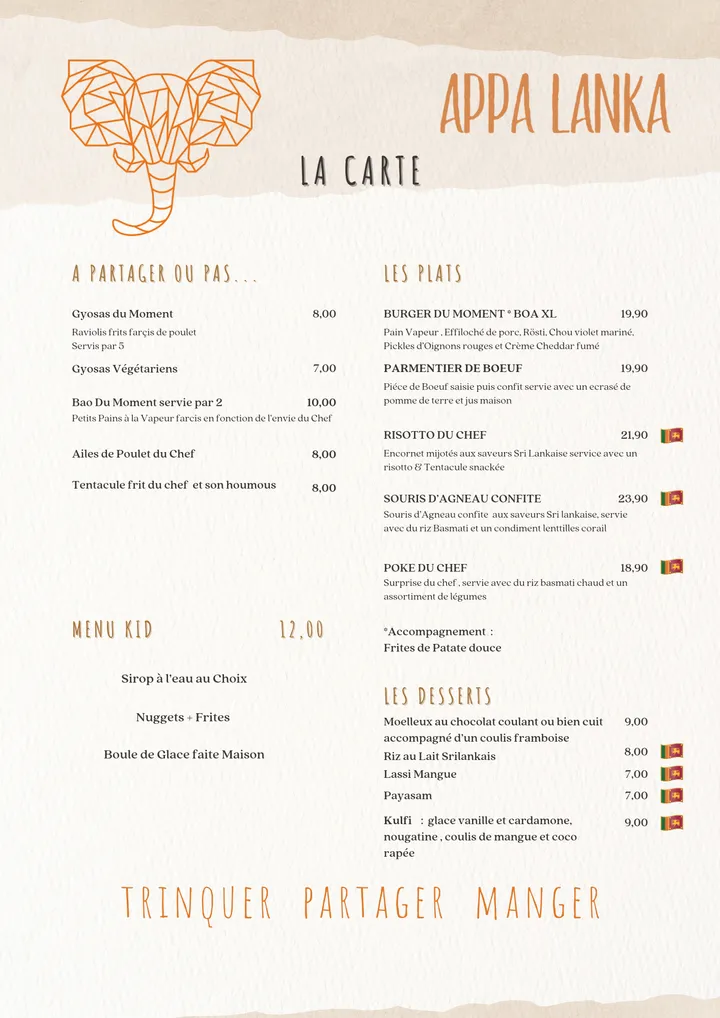 APPA LANKA
LA CARTE
A PARTAGER OU PAS...
Gyosas du Moment 8,00
Raviolis frits farçis de poulet
Servis par 5
Gyosas Végétariens 7,00
Bao Du Moment servie par 2 10,00
Petits Pains à la Vapeur farcis en fonction de l'envie du Chef
Ailes de Poulet du Chef 8,00
Tentacule frit du chef et son houmous 8,00
MENU KID 12,00
Sirop à l'eau au Choix
Nuggets + Frites
Boule de Glace faite Maison
LES PLATS
BURGER DU MOMENT * BOA XL 19,90
Pain Vapeur , Effiloché de porc, Rösti, Chou violet mariné,
Pickles d'Oignons rouges et Crème Cheddar fumé
PARMENTIER DE BOEUF 19,90
Piéce de Boeuf saisie puis confit servie avec un ecrasé de
pomme de terre et jus maison
RISOTTO DU CHEF 21,90
Encornet mijotés aux saveurs Sri Lankaise service avec un
risotto & Tentacule snackée
SOURIS D'AGNEAU CONFITE 23,90
Souris d'Agneau confite aux saveurs Sri lankaise, servie
avec du riz Basmati et un condiment lenttilles corail
POKE DU CHEF 18,90
Surprise du chef , servie avec du riz basmati chaud et un
assortiment de légumes
*Accompagnement :
Frites de Patate douce
LES DESSERTS
Moelleux au chocolat coulant ou bien cuit 9,00
accompagné d'un coulis framboise
Riz au Lait Srilankais 8,00
Lassi Mangue 7,00
Payasam 7,00
Kulfi : glace vanille et cardamone, 9,00
nougatine , coulis de mangue et coco
rapée
TRINQUER PARTAGER MANGER